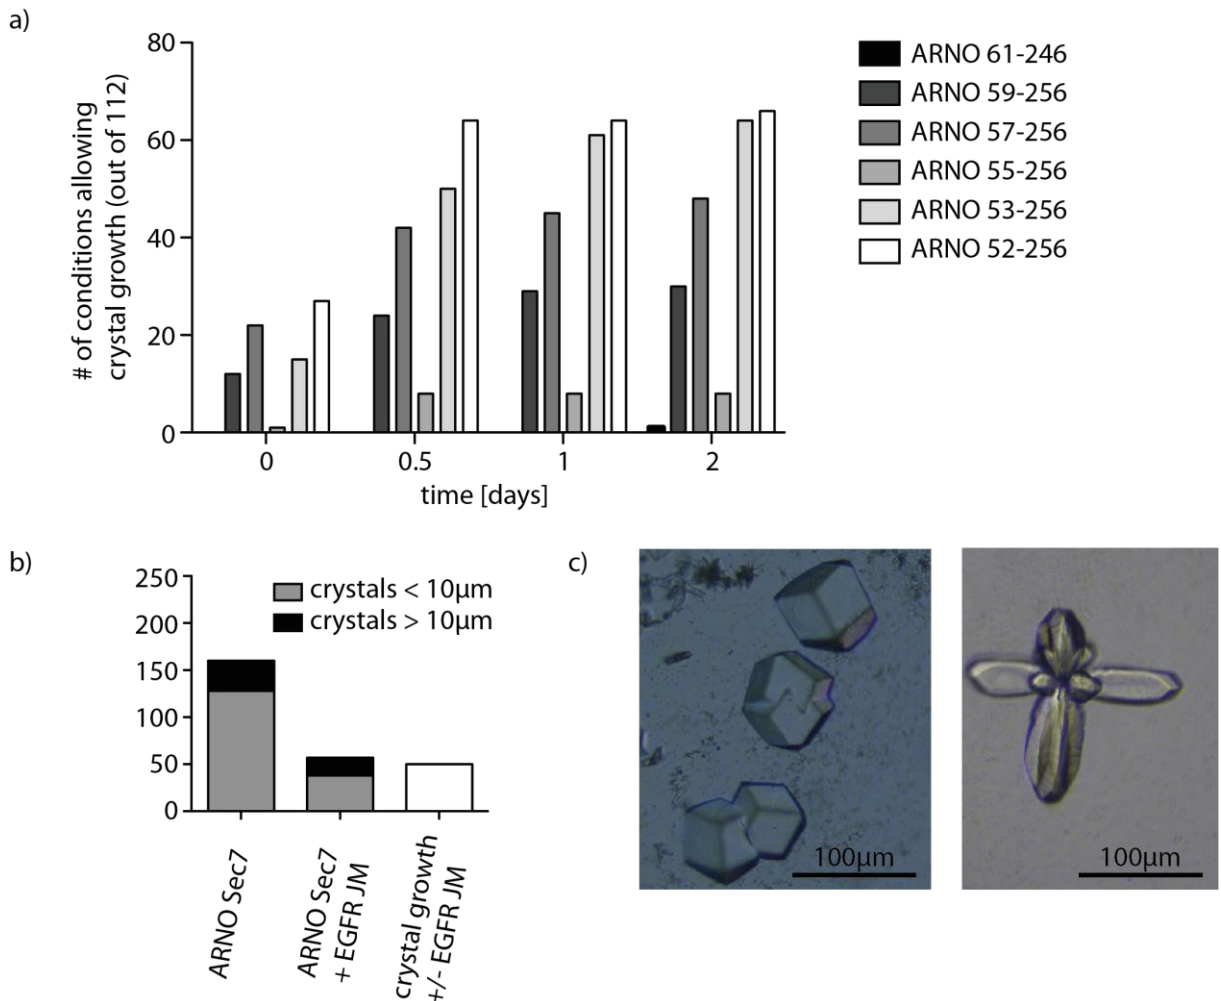 a)
# of conditions allowing
crystal growth (out of 112)
80
60
40
20
0
0
0.5
1
2
time [days]
ARNO 61-246
ARNO 59-256
ARNO 57-256
ARNO 55-256
ARNO 53-256
ARNO 52-256
b)
250
200
150
100
50
0
crystals < 10µm
crystals > 10µm
ARNO Sec7
ARNO Sec7
+ EGFR JM
crystal growth
+/- EGFR JM
c)
100µm
100µm